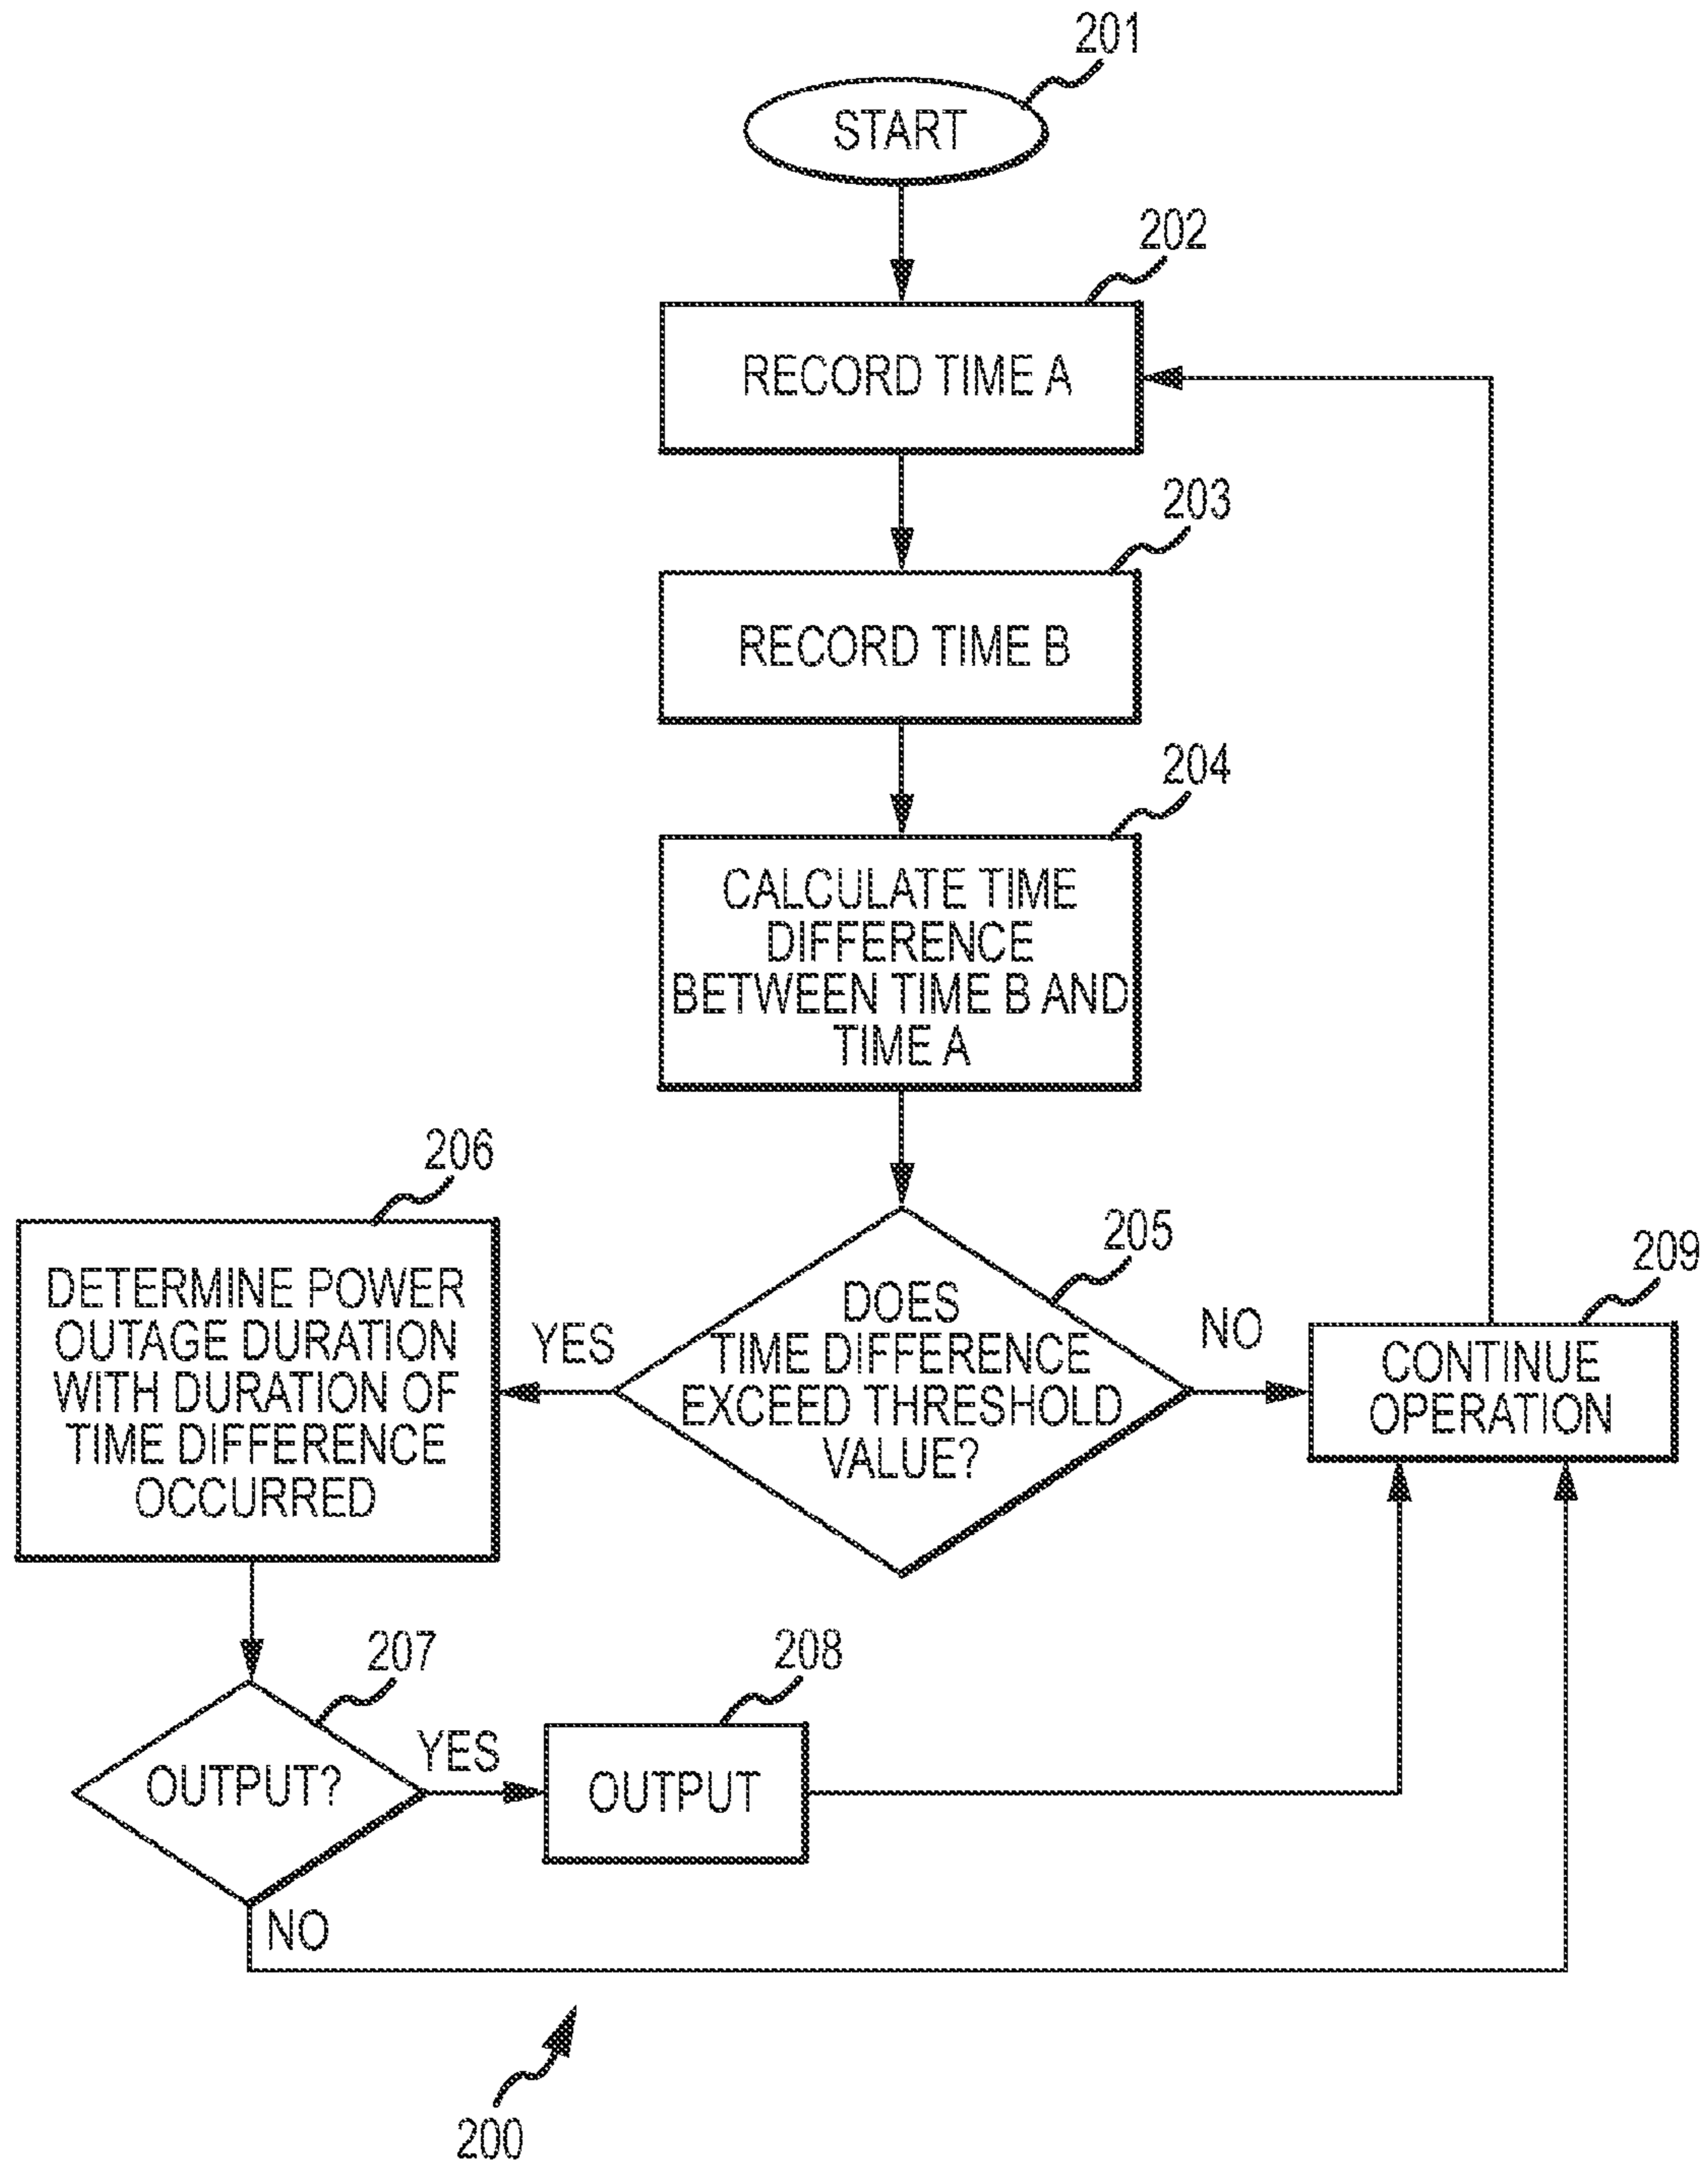 201
START
202
RECORD TIME A
203
RECORD TIME B
204
CALCULATE TIME
DIFFERENCE
BETWEEN TIME B AND
TIME A
206
DETERMINE POWER
OUTAGE DURATION
WITH DURATION OF
TIME DIFFERENCE
OCCURRED
YES
205
DOES
TIME DIFFERENCE
EXCEED THRESHOLD
VALUE?
NO
209
CONTINUE
OPERATION
207
OUTPUT?
YES
208
OUTPUT
NO
200